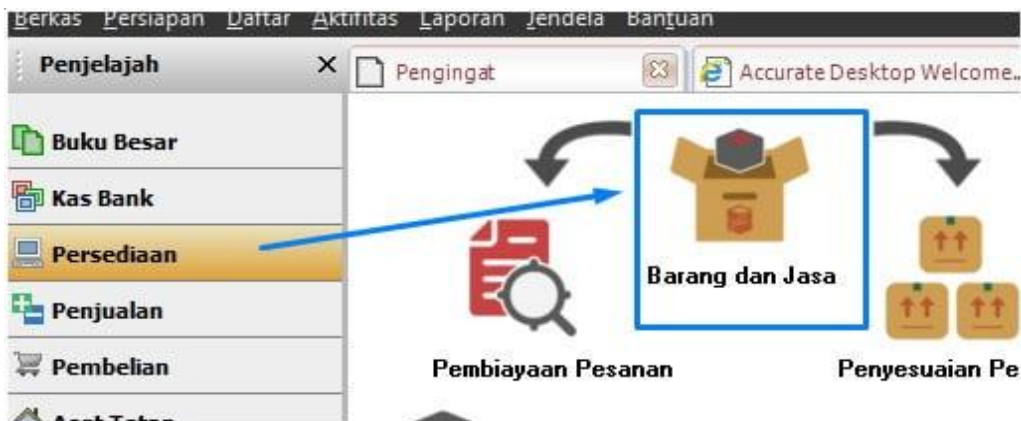 Berkas Persiapan Daftar Aktifitas Laporan Jendela Bantuan
Penjelajah
Pengingat
Accurate Desktop Welcome..
Buku Besar
Kas Bank
Persediaan
Penjualan
Pembelian
Barang dan Jasa
Pembiayaan Pesanan
Penyesuaian Pe